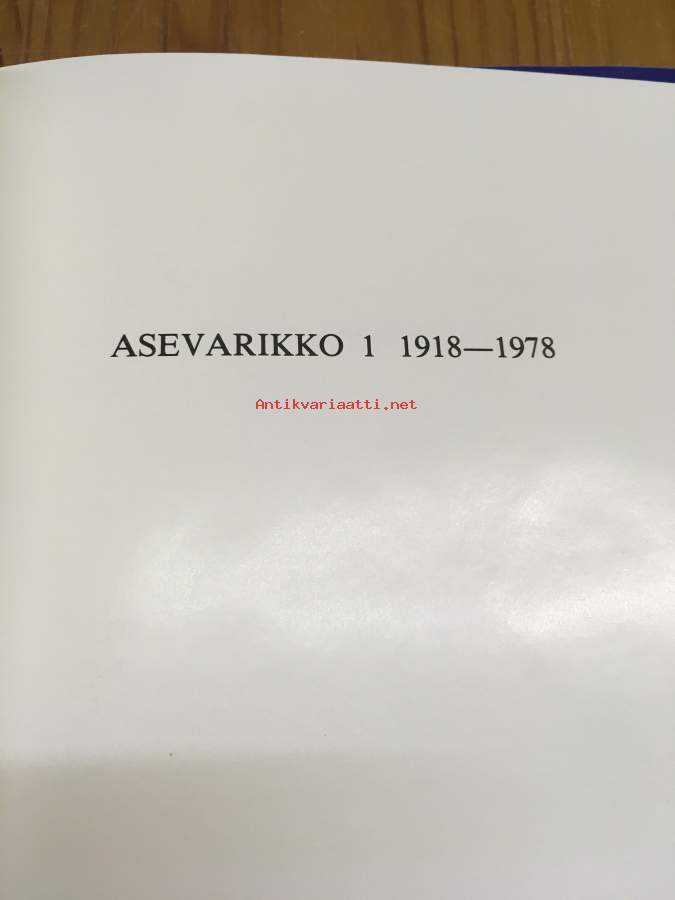 ASEVARIKKO 1 1918—1978
Antikvariaatti.net